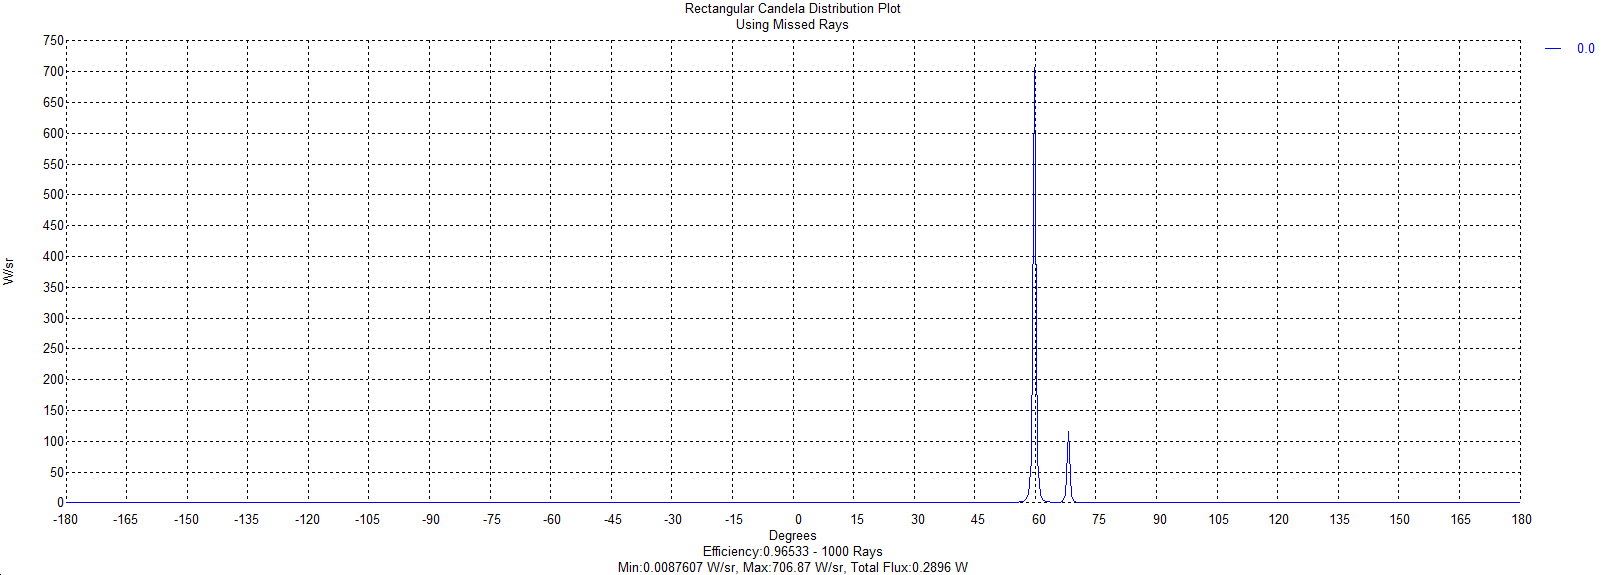 Rectangular Candela Distribution Plot
Using Missed Rays
750
700
650
600
550
500
450
400
350
300
250
200
150
100
50
0
W/sr
0.0
-180 -165 -150 -135 -120 -105 -90 -75 -60 -45 -30 -15 0 15 30 45 60 75 90 105 120 135 150 165 180
Degrees
Efficiency:0.96533 - 1000 Rays
Min:0.0087607 W/sr, Max:706.87 W/sr, Total Flux:0.2896 W